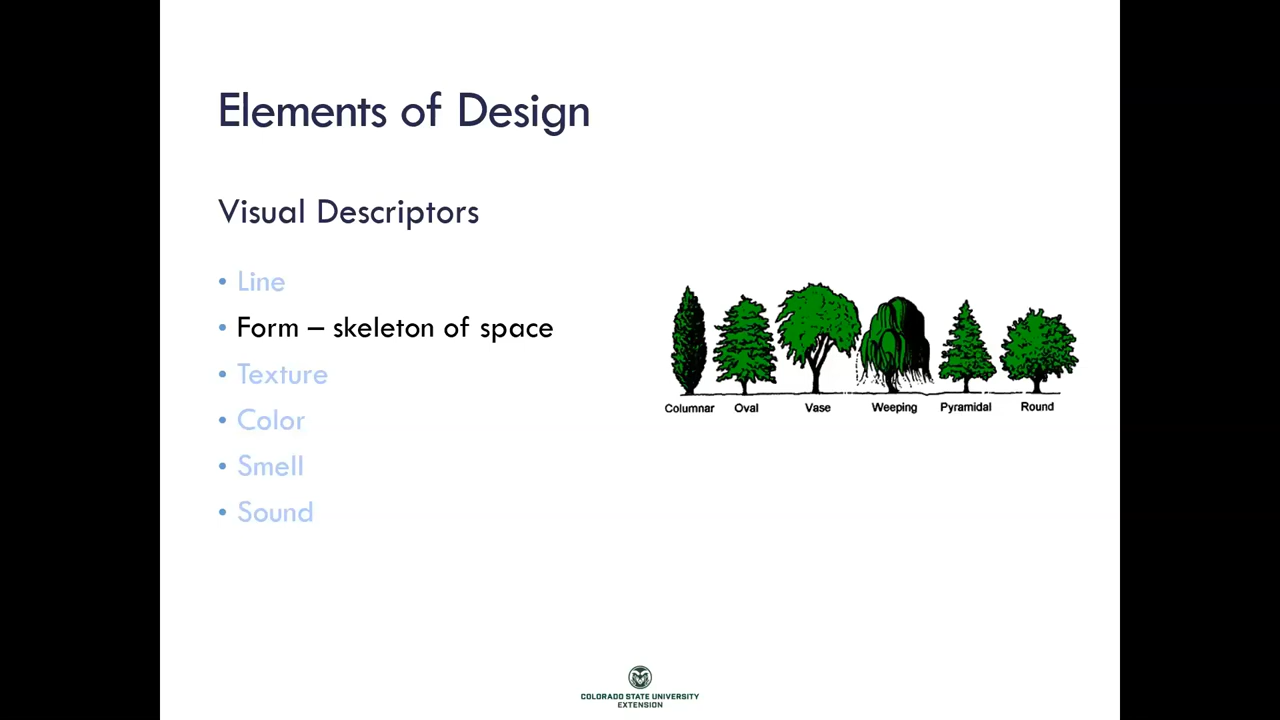 Elements of Design
Visual Descriptors
• Line
• Form – skeleton of space
• Texture
• Color
• Smell
• Sound
Columnar Oval Vase Weeping Pyramidal Round
COLORADO STATE UNIVERSITY
EXTENSION